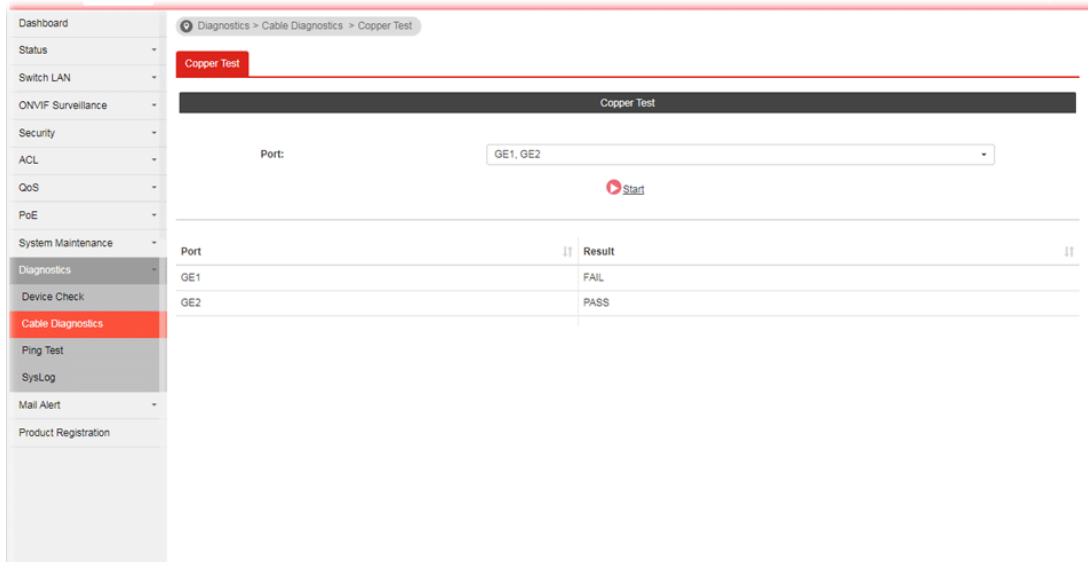 Dashboard
Status
Switch LAN
ONVIF Surveillance
Security
ACL
QoS
PoE
System Maintenance
Diagnostics
Device Check
Cable Diagnostics
Ping Test
SysLog
Mail Alert
Product Registration
Diagnostics > Cable Diagnostics > Copper Test
Copper Test
Copper Test
Port: GE1, GE2
Start
Port Result
GE1 FAIL
GE2 PASS